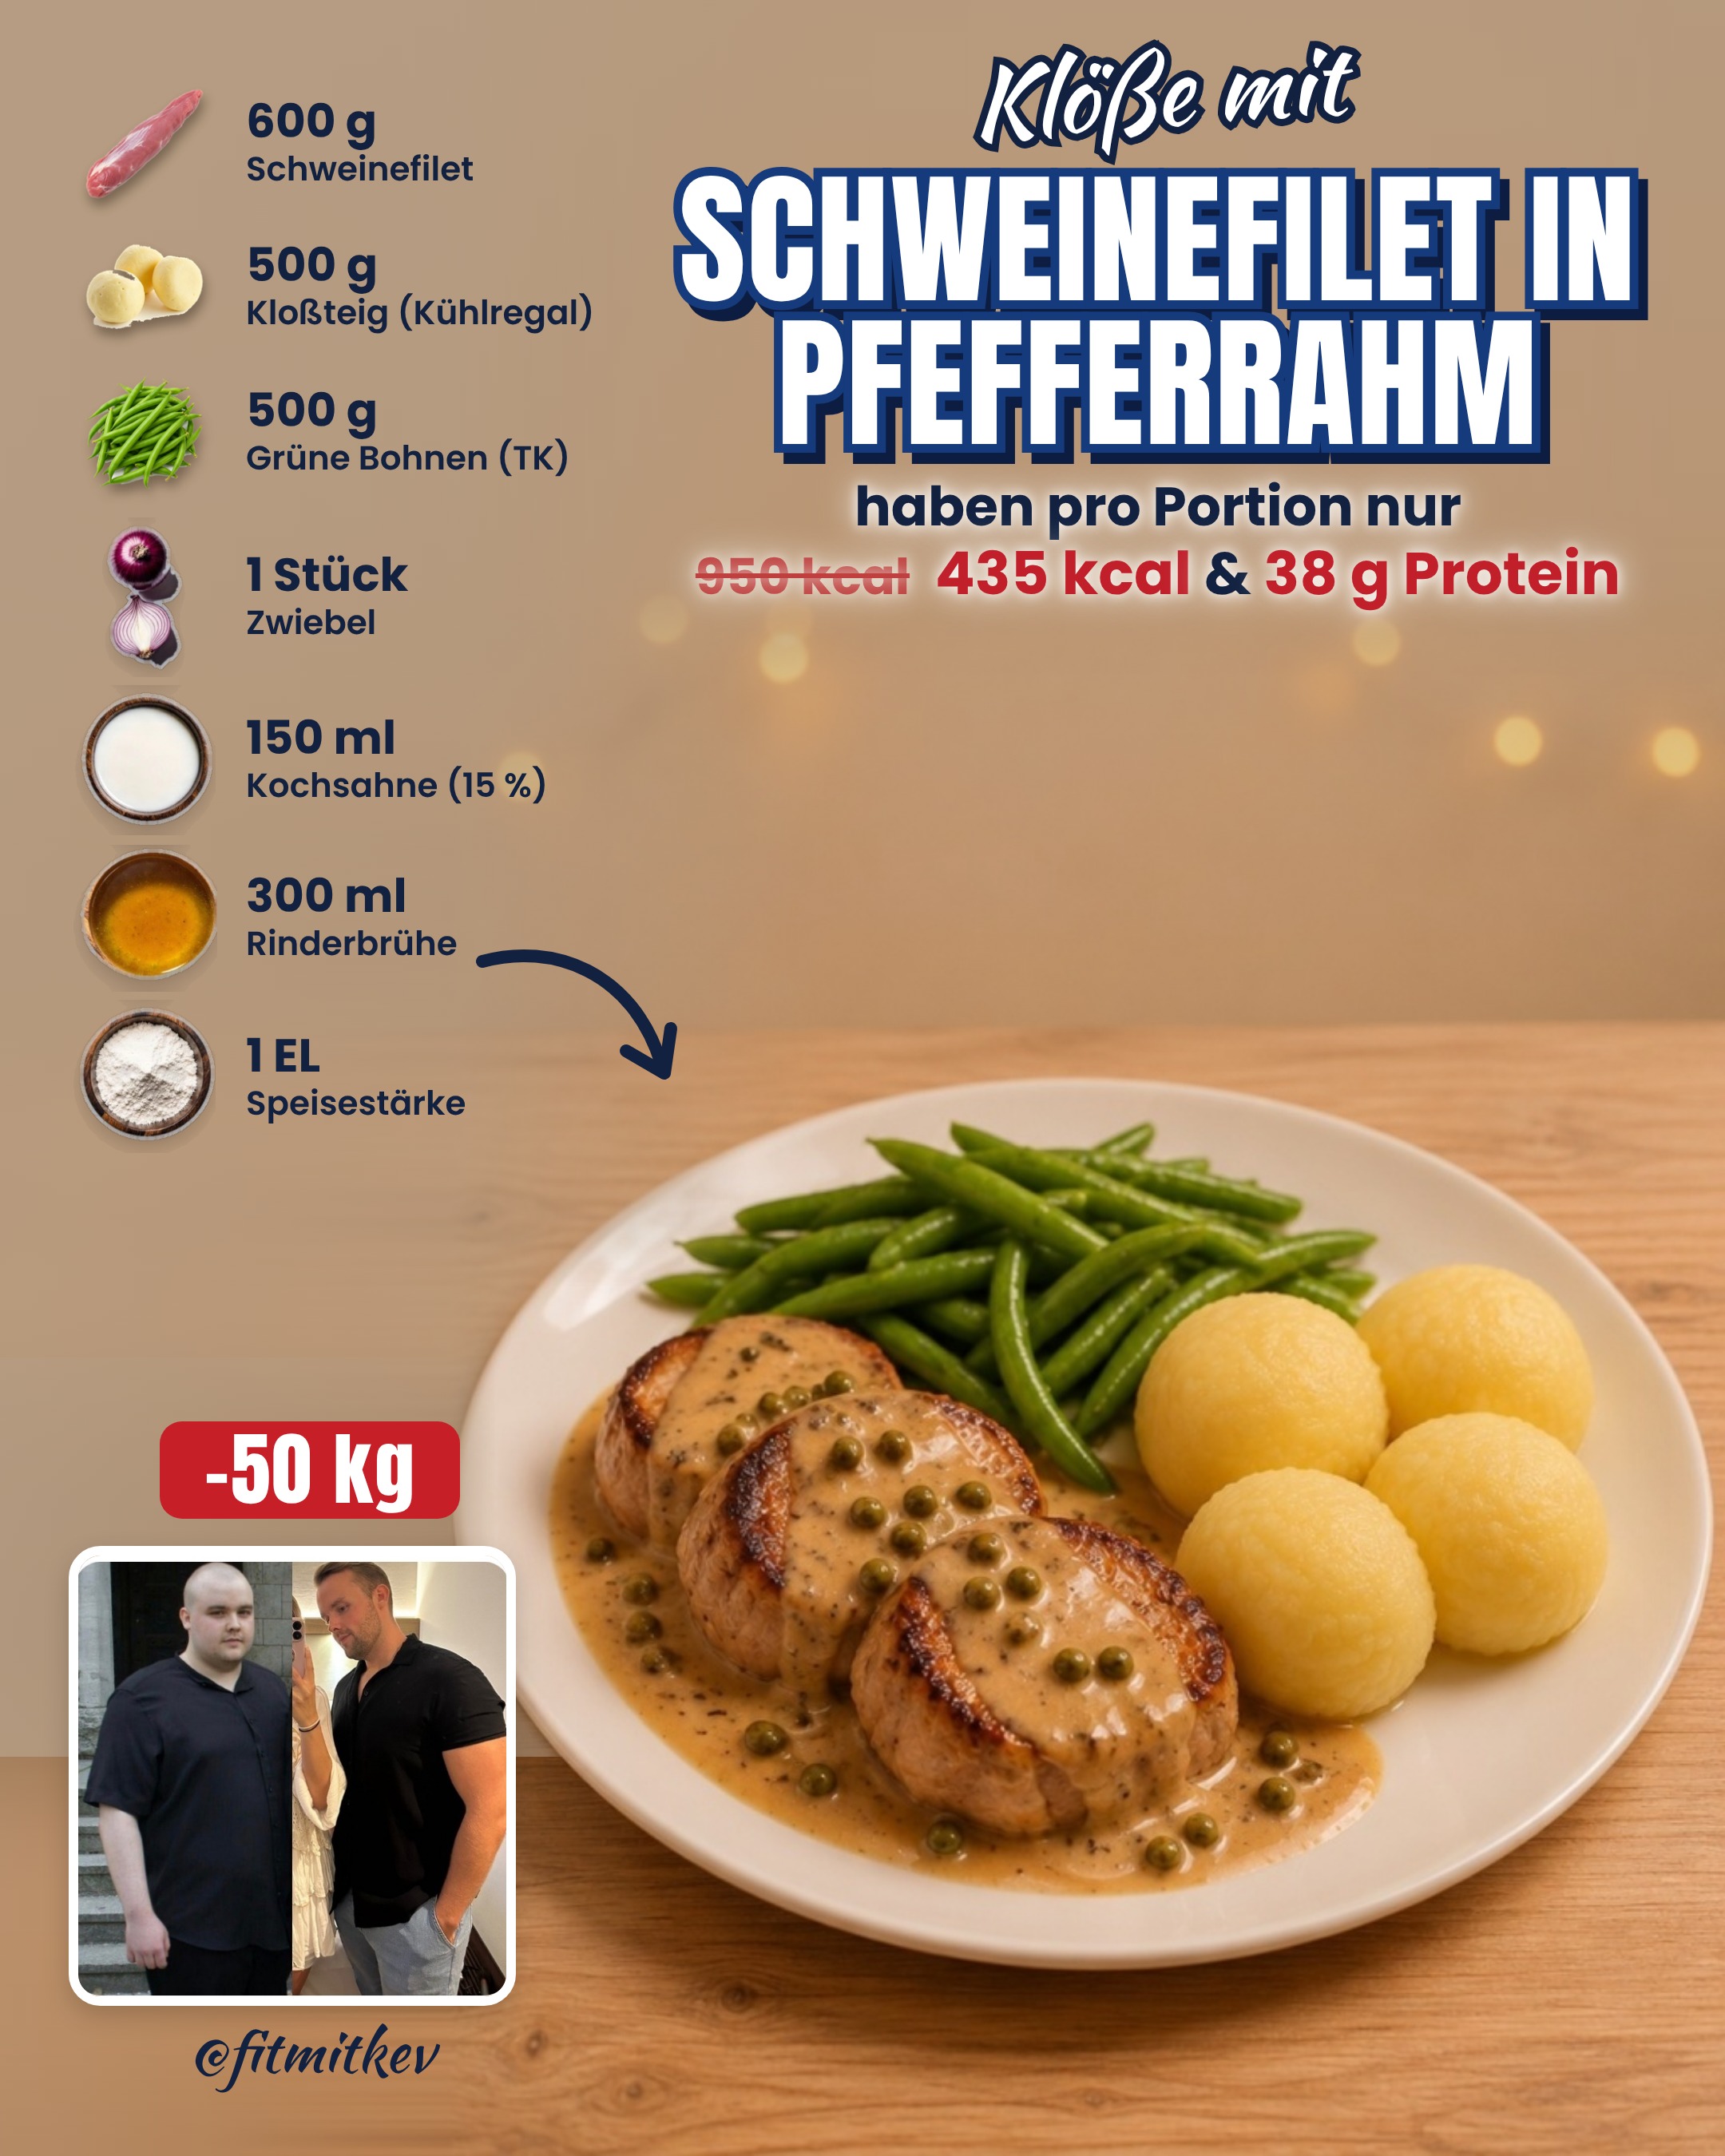 Klöße mit
SCHWEINEFILET IN
PFEFFERRAHM
haben pro Portion nur
950 kcal 435 kcal & 38 g Protein
600 g
Schweinefilet
500 g
Kloßteig (Kühlregal)
500 g
Grüne Bohnen (TK)
1 Stück
Zwiebel
150 ml
Kochsahne (15 %)
300 ml
Rinderbrühe
1 EL
Speisestärke
-50 kg
@fitmitkev